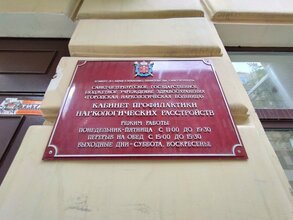 САНКТ-ПЕТЕРБУРГСКОЕ ГОСУДАРСТВЕННОЕ
БЮДЖЕТНОЕ УЧРЕЖДЕНИЕ ЗДРАВООХРАНЕНИЯ
«ГОРОДСКАЯ НАРКОЛОГИЧЕСКАЯ БОЛЬНИЦА»
КАБИНЕТ ПРОФИЛАКТИКИ
НАРКОЛОГИЧЕСКИХ РАССТРОЙСТВ
РЕЖИМ РАБОТЫ
ПОНЕДЕЛЬНИК-ПЯТНИЦА С 11:00 ДО 19:30
ПЕРЕРЫВ НА ОБЕД С 15:00 ДО 15:30
ВЫХОДНЫЕ ДНИ - СУББОТА, ВОСКРЕСЕНЬЕ